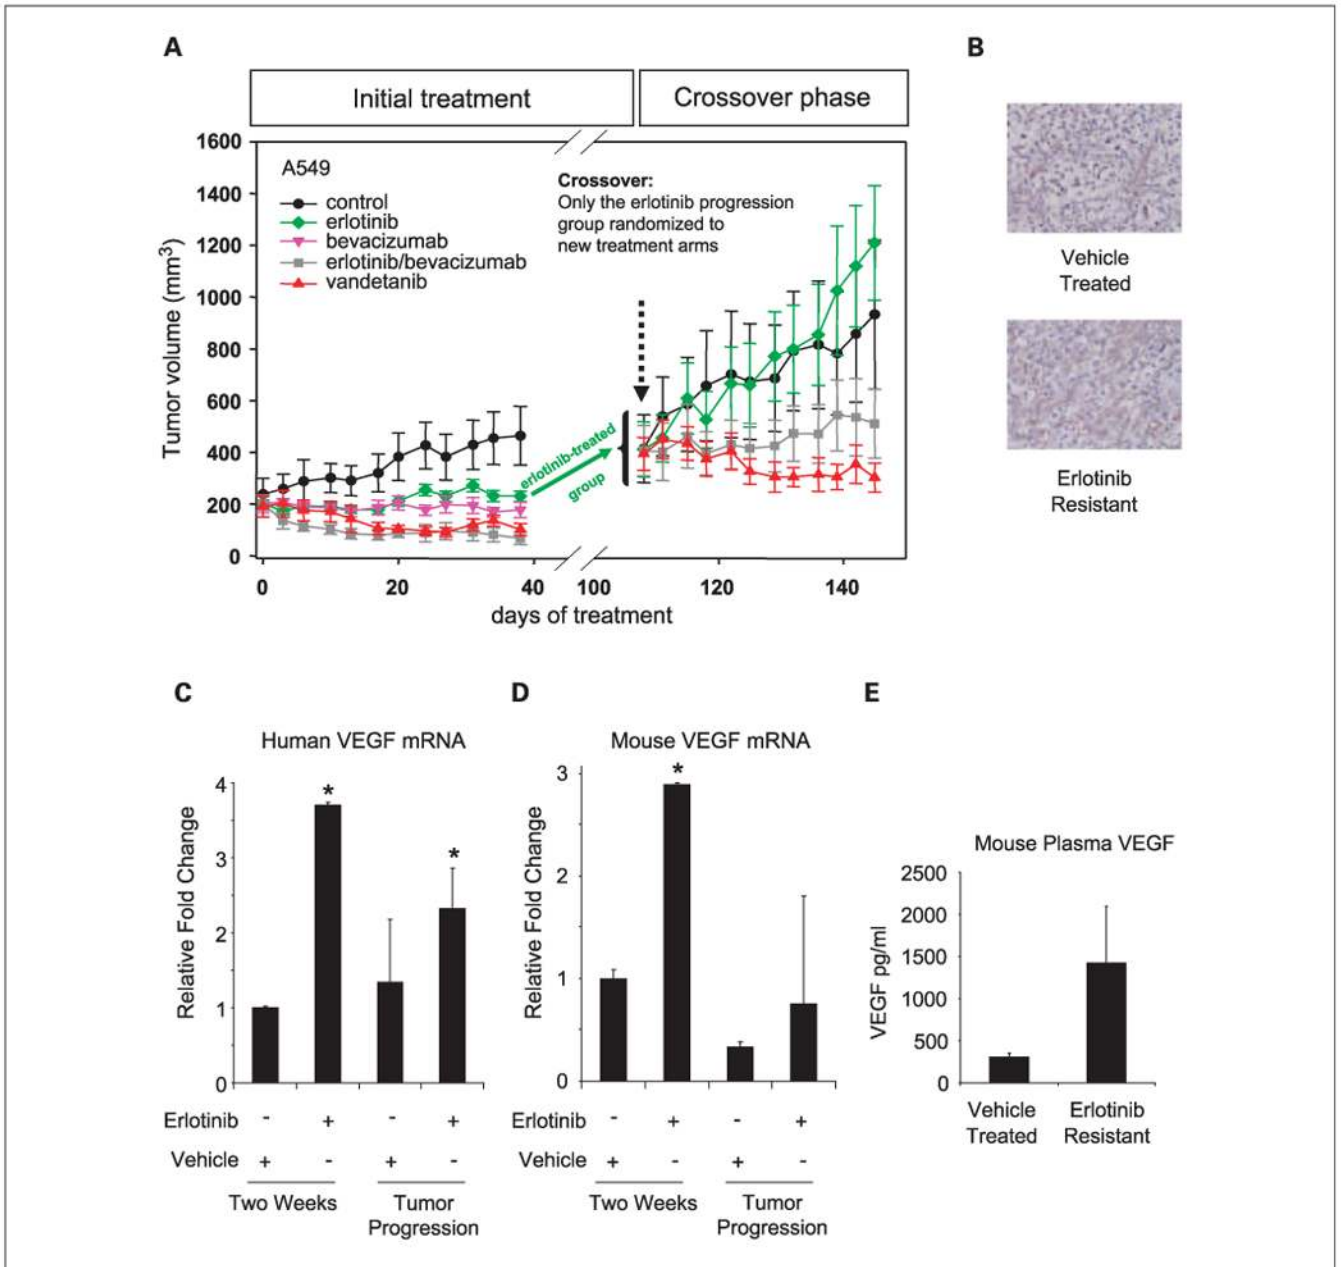 A
B
Initial treatment
Crossover phase
1600
1400
1200
1000
800
600
400
200
0
Tumor volume (mm3)
A549
control
erlotinib
bevacizumab
erlotinib/bevacizumab
vandetanib
Crossover:
Only the erlotinib progression
group randomized to
new treatment arms
erlotinib-treated
group
0
20
40
100
120
140
days of treatment
Vehicle
Treated
Erlotinib
Resistant
C
Human VEGF mRNA
Relative Fold Change
4
3
2
1
0
*
*
Erlotinib - + - +
Vehicle + - + -
Two Weeks
Tumor
Progression
D
Mouse VEGF mRNA
Relative Fold Change
3
2
1
0
*
Erlotinib - + - +
Vehicle + - + -
Two Weeks
Tumor
Progression
E
Mouse Plasma VEGF
VEGF pg/ml
2500
2000
1500
1000
500
0
Vehicle
Treated
Erlotinib
Resistant